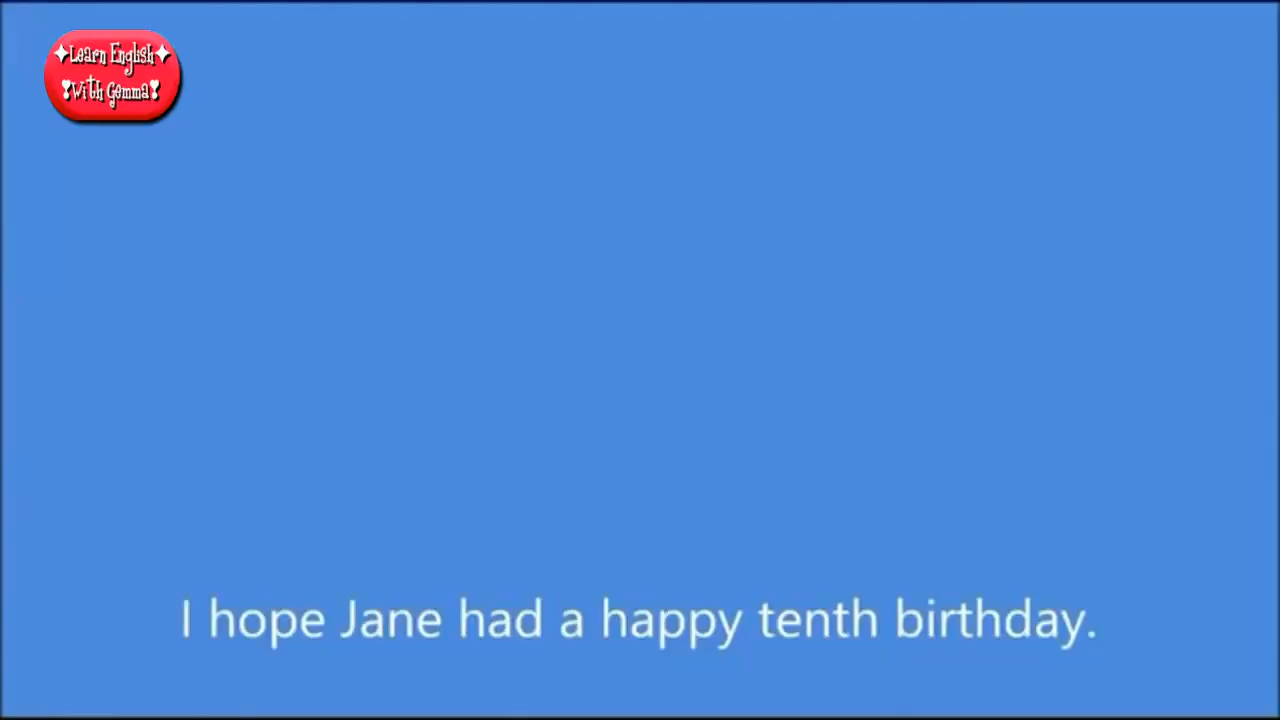 ✦Learn English✦
❣With Gemma❣
I hope Jane had a happy tenth birthday.